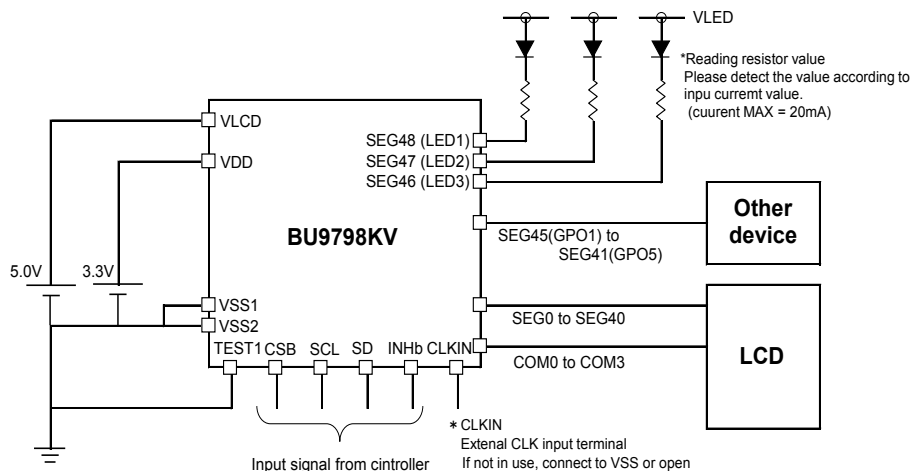 VLED
*Reading resistor value
Please detect the value according to
inpu curremt value.
(cuurent MAX = 20mA)
VLCD
VDD
SEG48 (LED1)
SEG47 (LED2)
SEG46 (LED3)
BU9798KV
SEG45(GPO1) to
SEG41(GPO5)
Other
device
5.0V
3.3V
VSS1
VSS2
SEG0 to SEG40
COM0 to COM3
LCD
TEST1
CSB
SCL
SD
INHb
CLKIN
* CLKIN
Extenal CLK input terminal
If not in use, connect to VSS or open
Input signal from cintroller